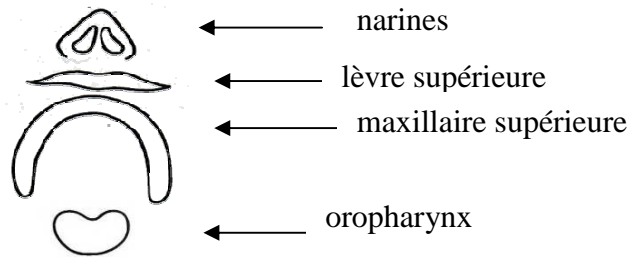 narines
lèvre supérieure
maxillaire supérieure
oropharynx